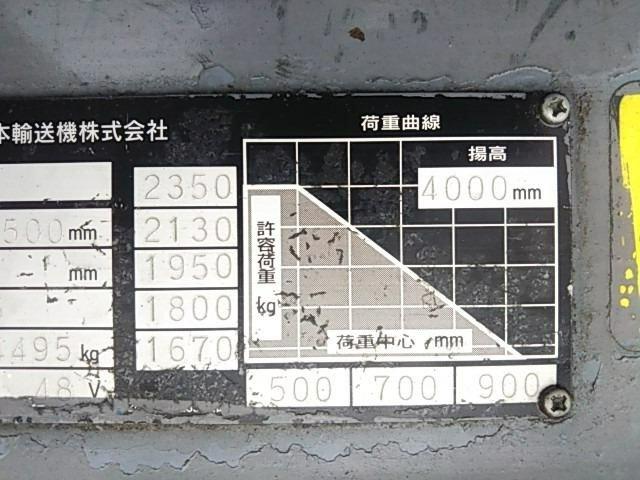 本輸送機株式会社
荷重曲線
揚高
4000mm
2350
500mm
2130
mm
1950
1800
4495kg
1670
48V
許容荷重
kg
荷重中心 mm
500 700 900